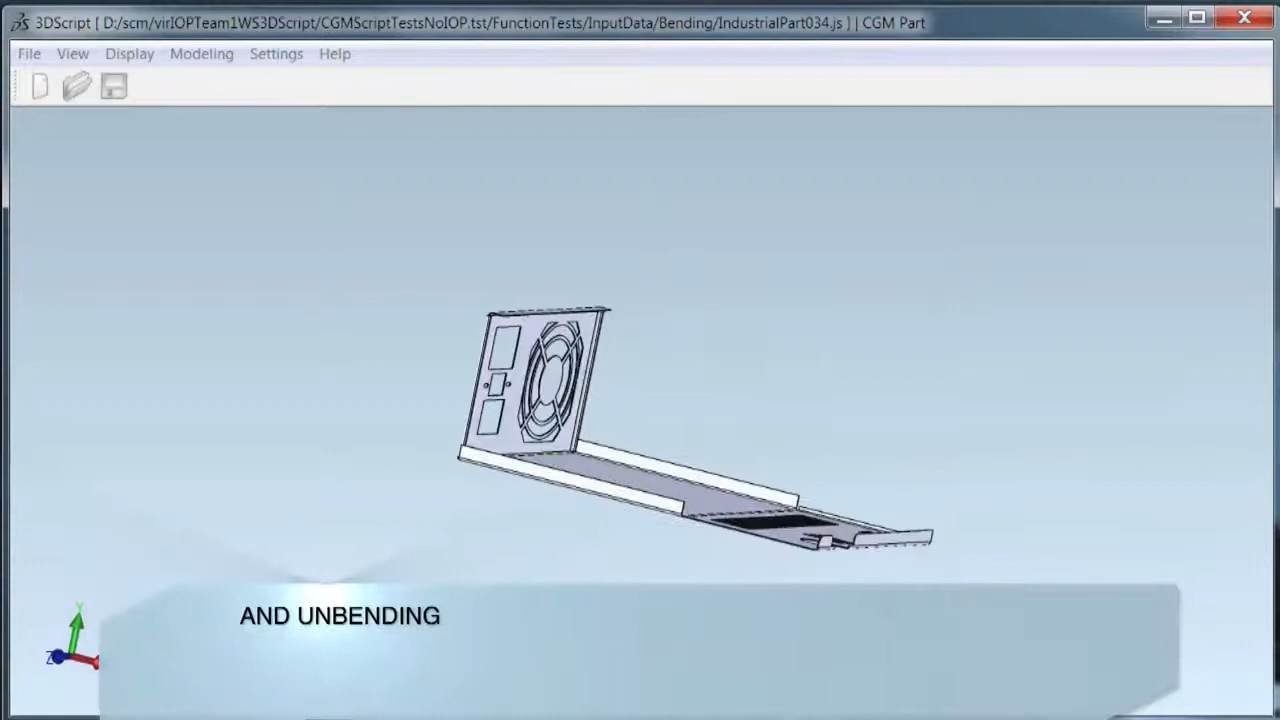 3DScript [ D:/scm/virIOPTeam1WS3DScript/CGMScriptTestsNoIOP.tst/FunctionTests/InputData/Bending/IndustrialPart034.js ] | CGM Part
File View Display Modeling Settings Help
Y
Z
AND UNBENDING